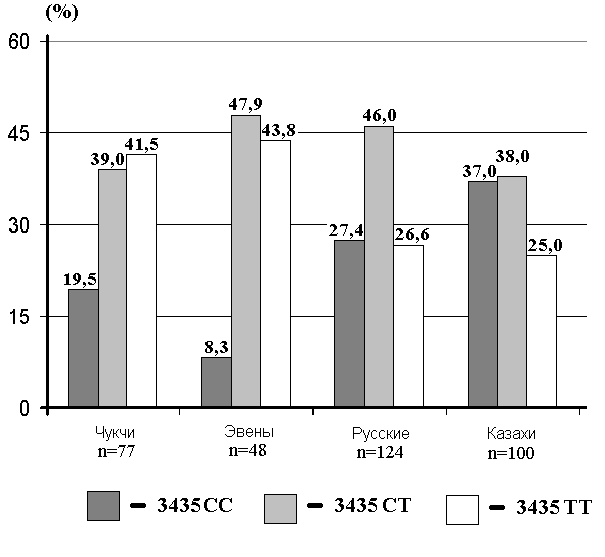 (%)
60
45
30
15
0
19,5
39,0
41,5
8,3
47,9
43,8
27,4
46,0
26,6
37,0
38,0
25,0
Чукчи
n=77
Эвены
n=48
Русские
n=124
Казахи
n=100
– 3435CC – 3435 CT – 3435 TT